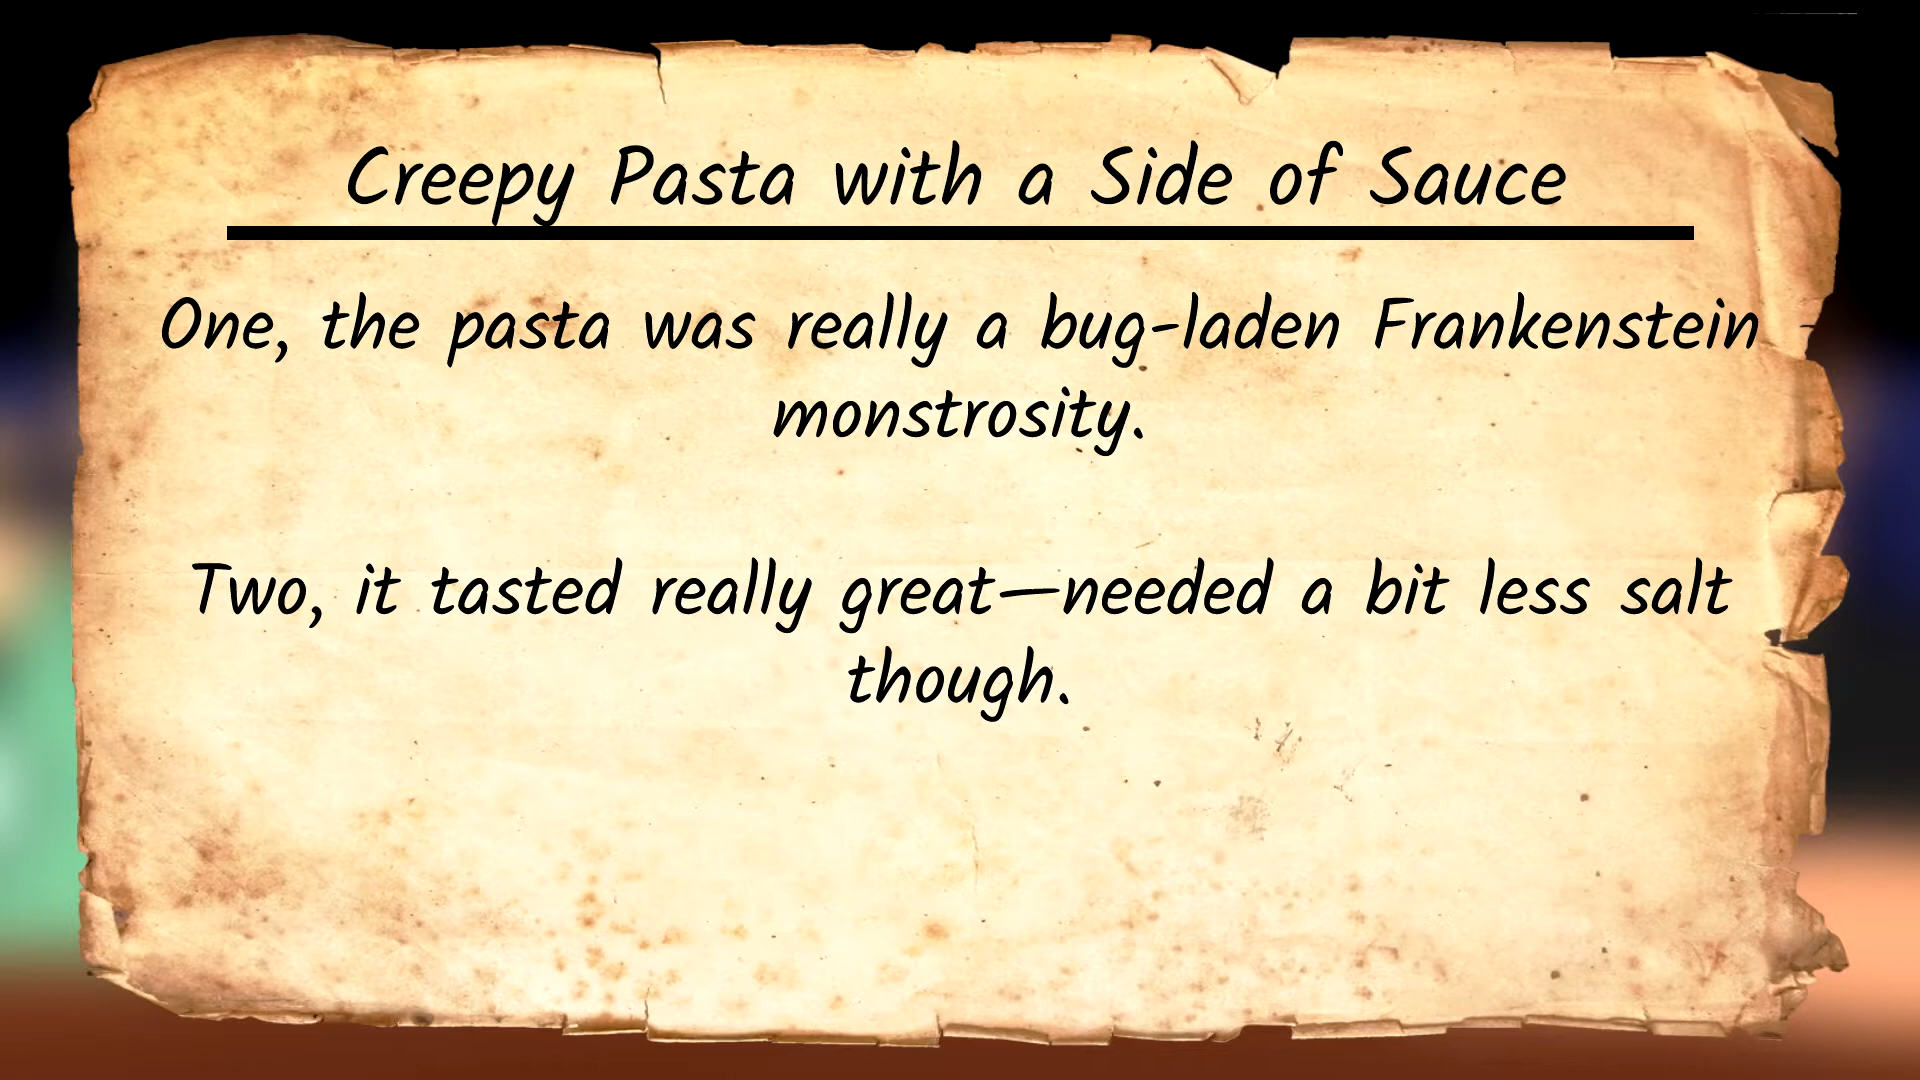 Creepy Pasta with a Side of Sauce
One, the pasta was really a bug-laden Frankenstein
monstrosity.
Two, it tasted really great—needed a bit less salt
though.